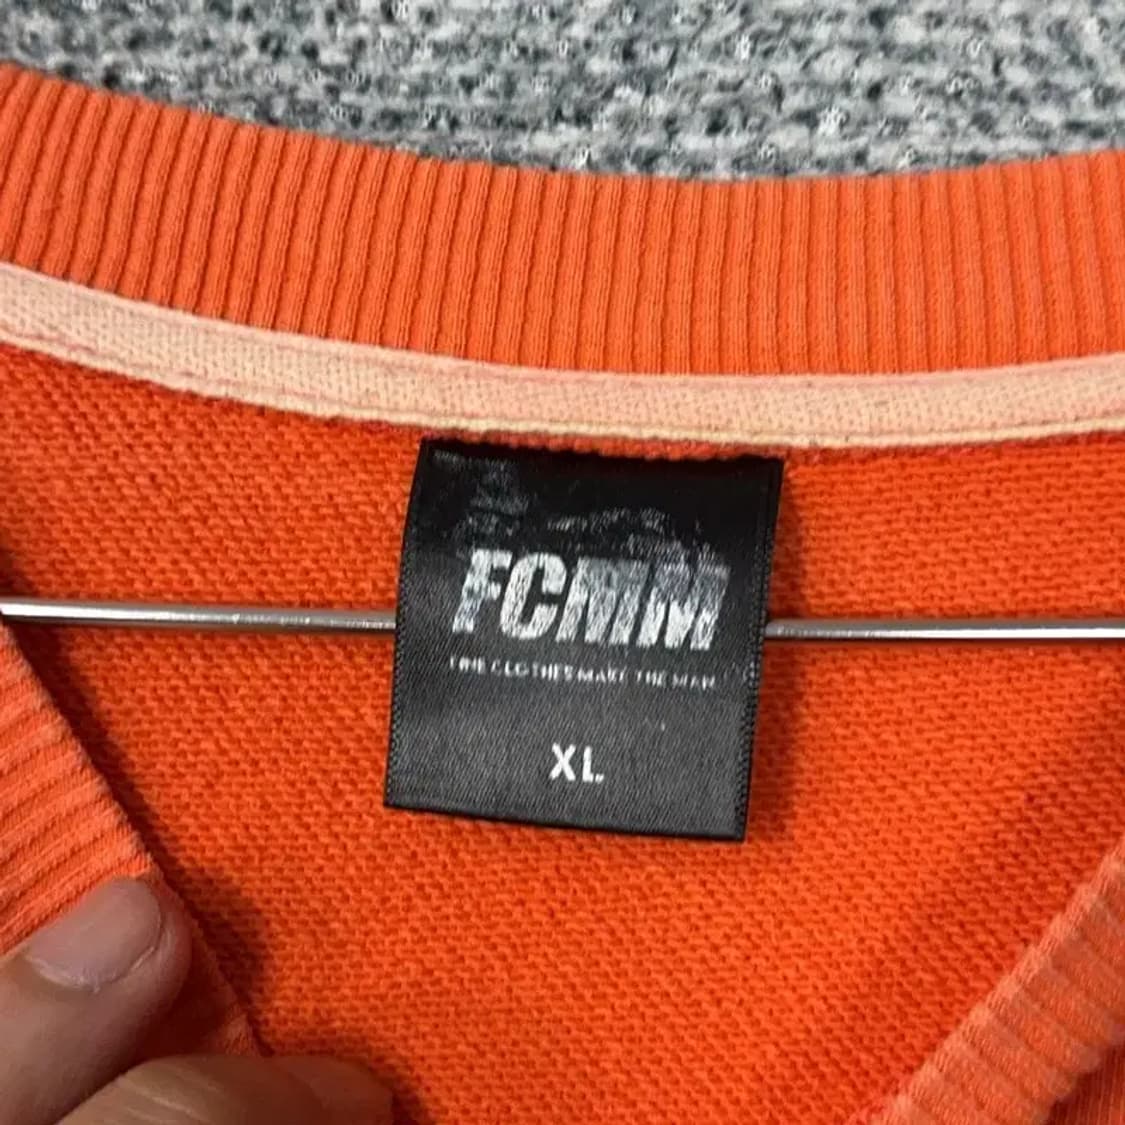 FCMM
FINE CLOTHES MAKE THE MAN
XL